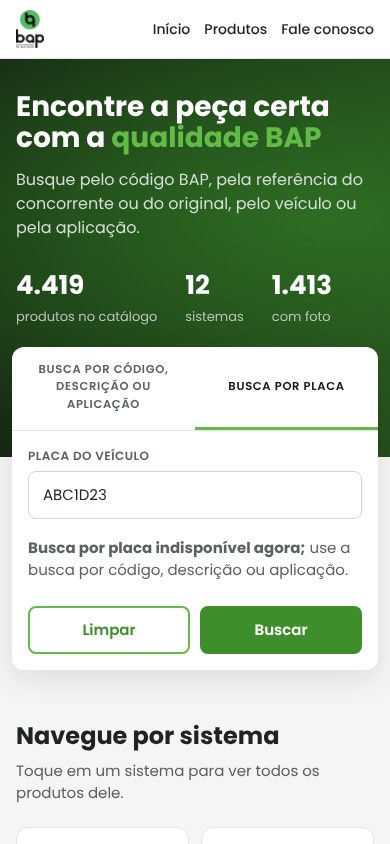 bap
Início Produtos Fale conosco
Encontre a peça certa
com a qualidade BAP
Busque pelo código BAP, pela referência do
concorrente ou do original, pelo veículo ou
pela aplicação.
4.419 12 1.413
produtos no catálogo sistemas com foto
BUSCA POR CÓDIGO,
DESCRIÇÃO OU
APLICAÇÃO
BUSCA POR PLACA
PLACA DO VEÍCULO
ABC1D23
Busca por placa indisponível agora; use a
busca por código, descrição ou aplicação.
Limpar Buscar
Navegue por sistema
Toque em um sistema para ver todos os
produtos dele.